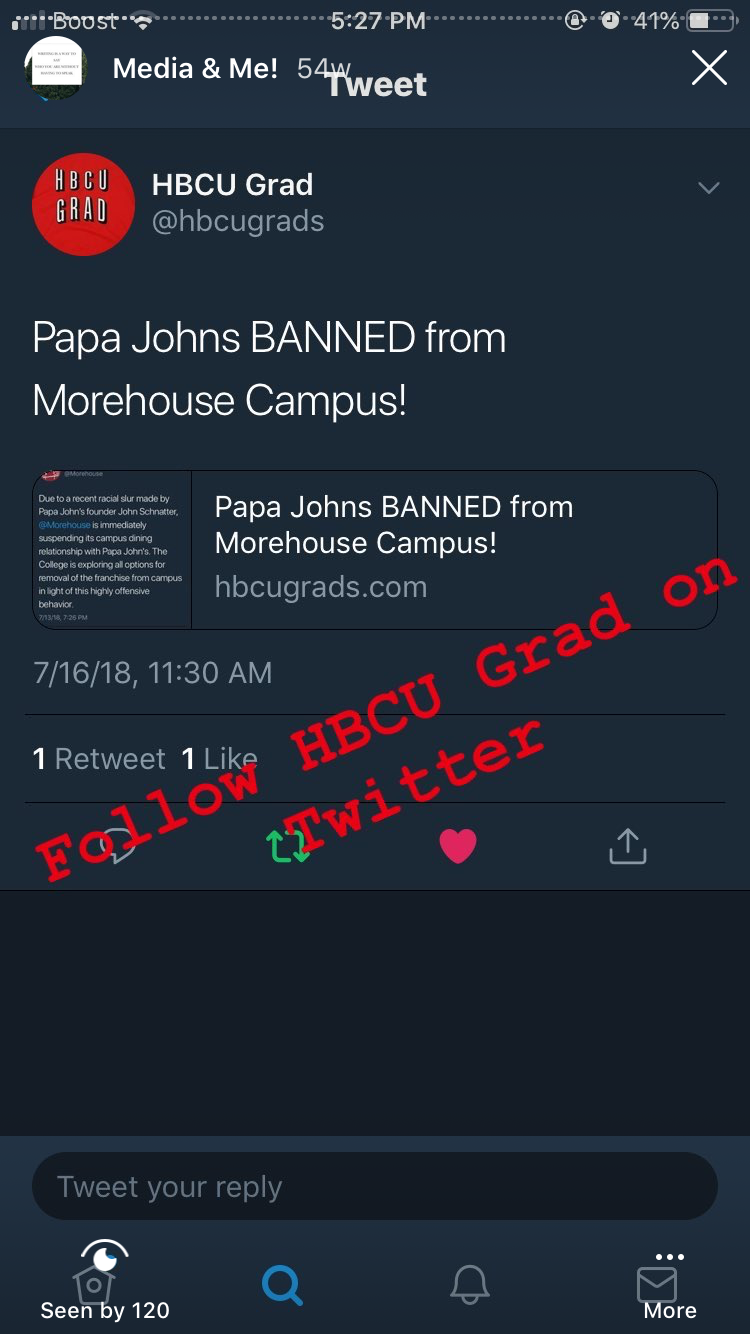 Boost 5:27 PM 41%
Media & Me! 54w
Tweet
HBCU
GRAD
HBCU Grad
@hbcugrads
Papa Johns BANNED from
Morehouse Campus!
@Morehouse
Due to a recent racial slur made by
Papa John's founder John Schnatter,
@Morehouse is immediately
suspending its campus dining
relationship with Papa John's. The
College is exploring all options for
removal of the franchise from campus
in light of this highly offensive
behavior.
7/13/18, 7:26 PM
Papa Johns BANNED from
Morehouse Campus!
hbcugrads.com
7/16/18, 11:30 AM
1 Retweet 1 Like
Follow HBCU Grad on
Twitter
Tweet your reply
Seen by 120
More